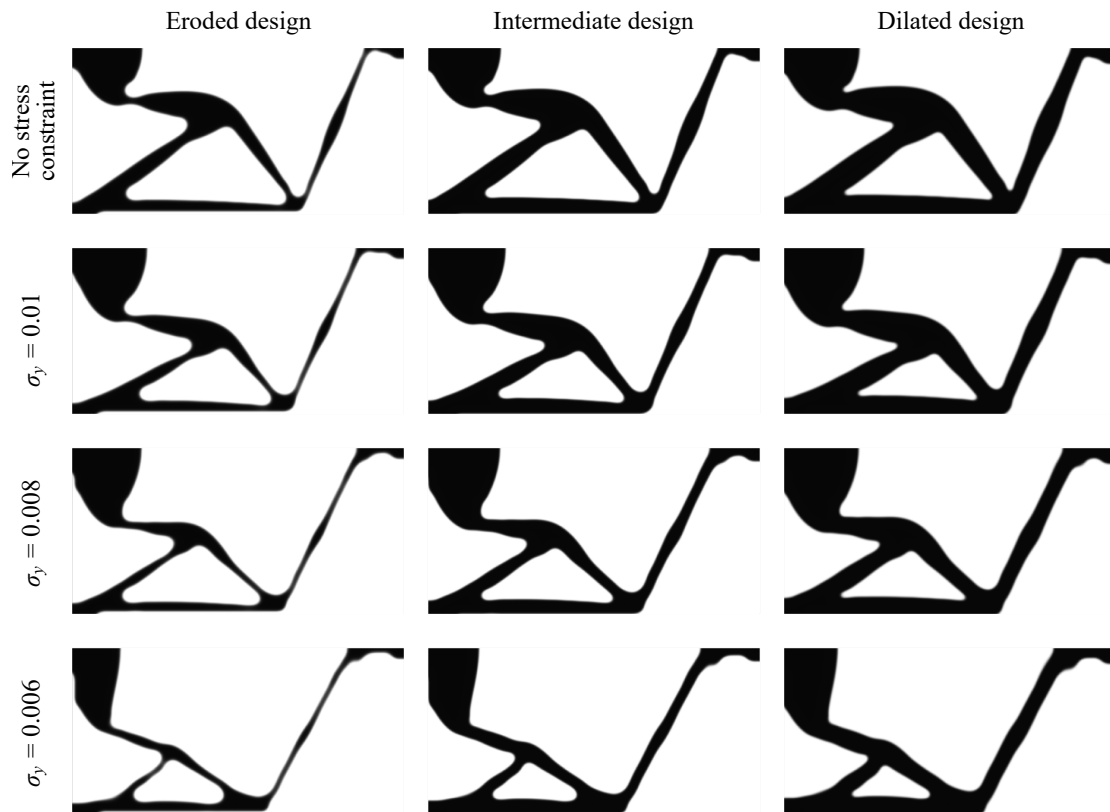 Eroded design
Intermediate design
Dilated design
No stress
constraint
σy = 0.01
σy = 0.008
σy = 0.006